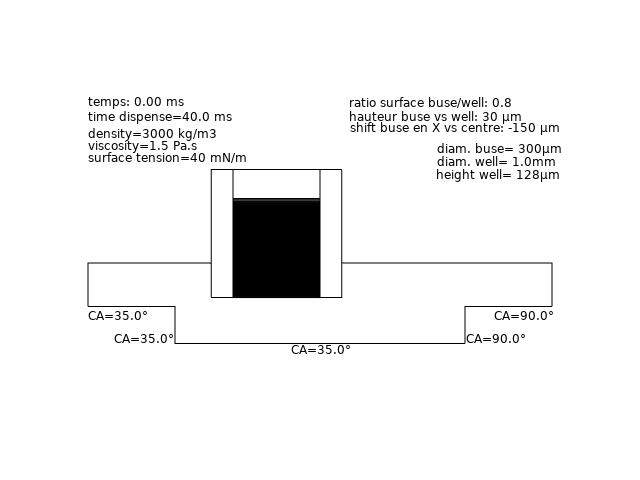 temps: 0.00 ms
time dispense=40.0 ms
density=3000 kg/m3
viscosity=1.5 Pa.s
surface tension=40 mN/m
ratio surface buse/well: 0.8
hauteur buse vs well: 30 µm
shift buse en X vs centre: -150 µm
diam. buse= 300µm
diam. well= 1.0mm
height well= 128µm
CA=35.0°
CA=90.0°
CA=35.0°
CA=90.0°
CA=35.0°